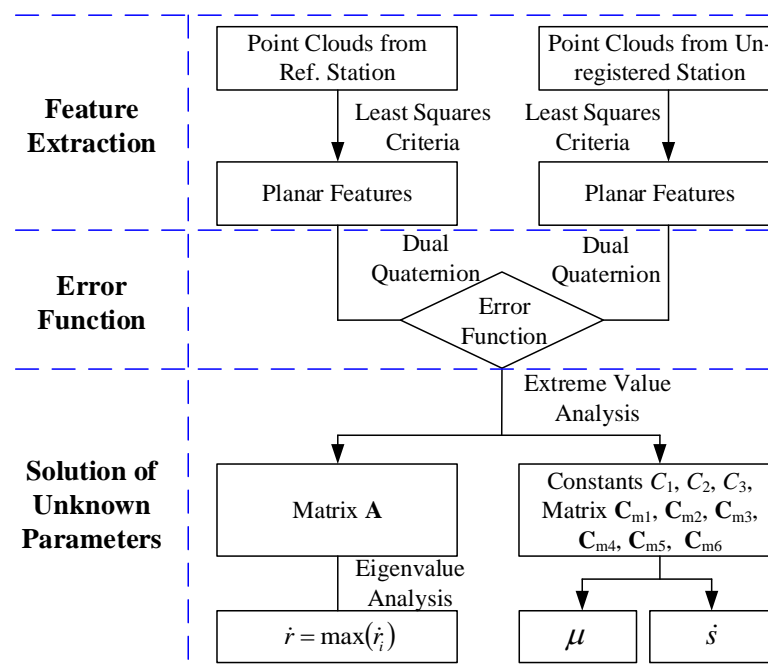 Feature
Extraction
Point Clouds from
Ref. Station
Point Clouds from Un-
registered Station
Least Squares
Criteria
Least Squares
Criteria
Planar Features
Planar Features
Error
Function
Dual
Quaternion
Dual
Quaternion
Error
Function
Extreme Value
Analysis
Solution of
Unknown
Parameters
Matrix A
Constants C₁, C₂, C₃,
Matrix Cₘ₁, Cₘ₂, Cₘ₃,
Cₘ₄, Cₘ₅, Cₘ₆
Eigenvalue
Analysis
ṙ = max(ṙᵢ)
μ
ṡ